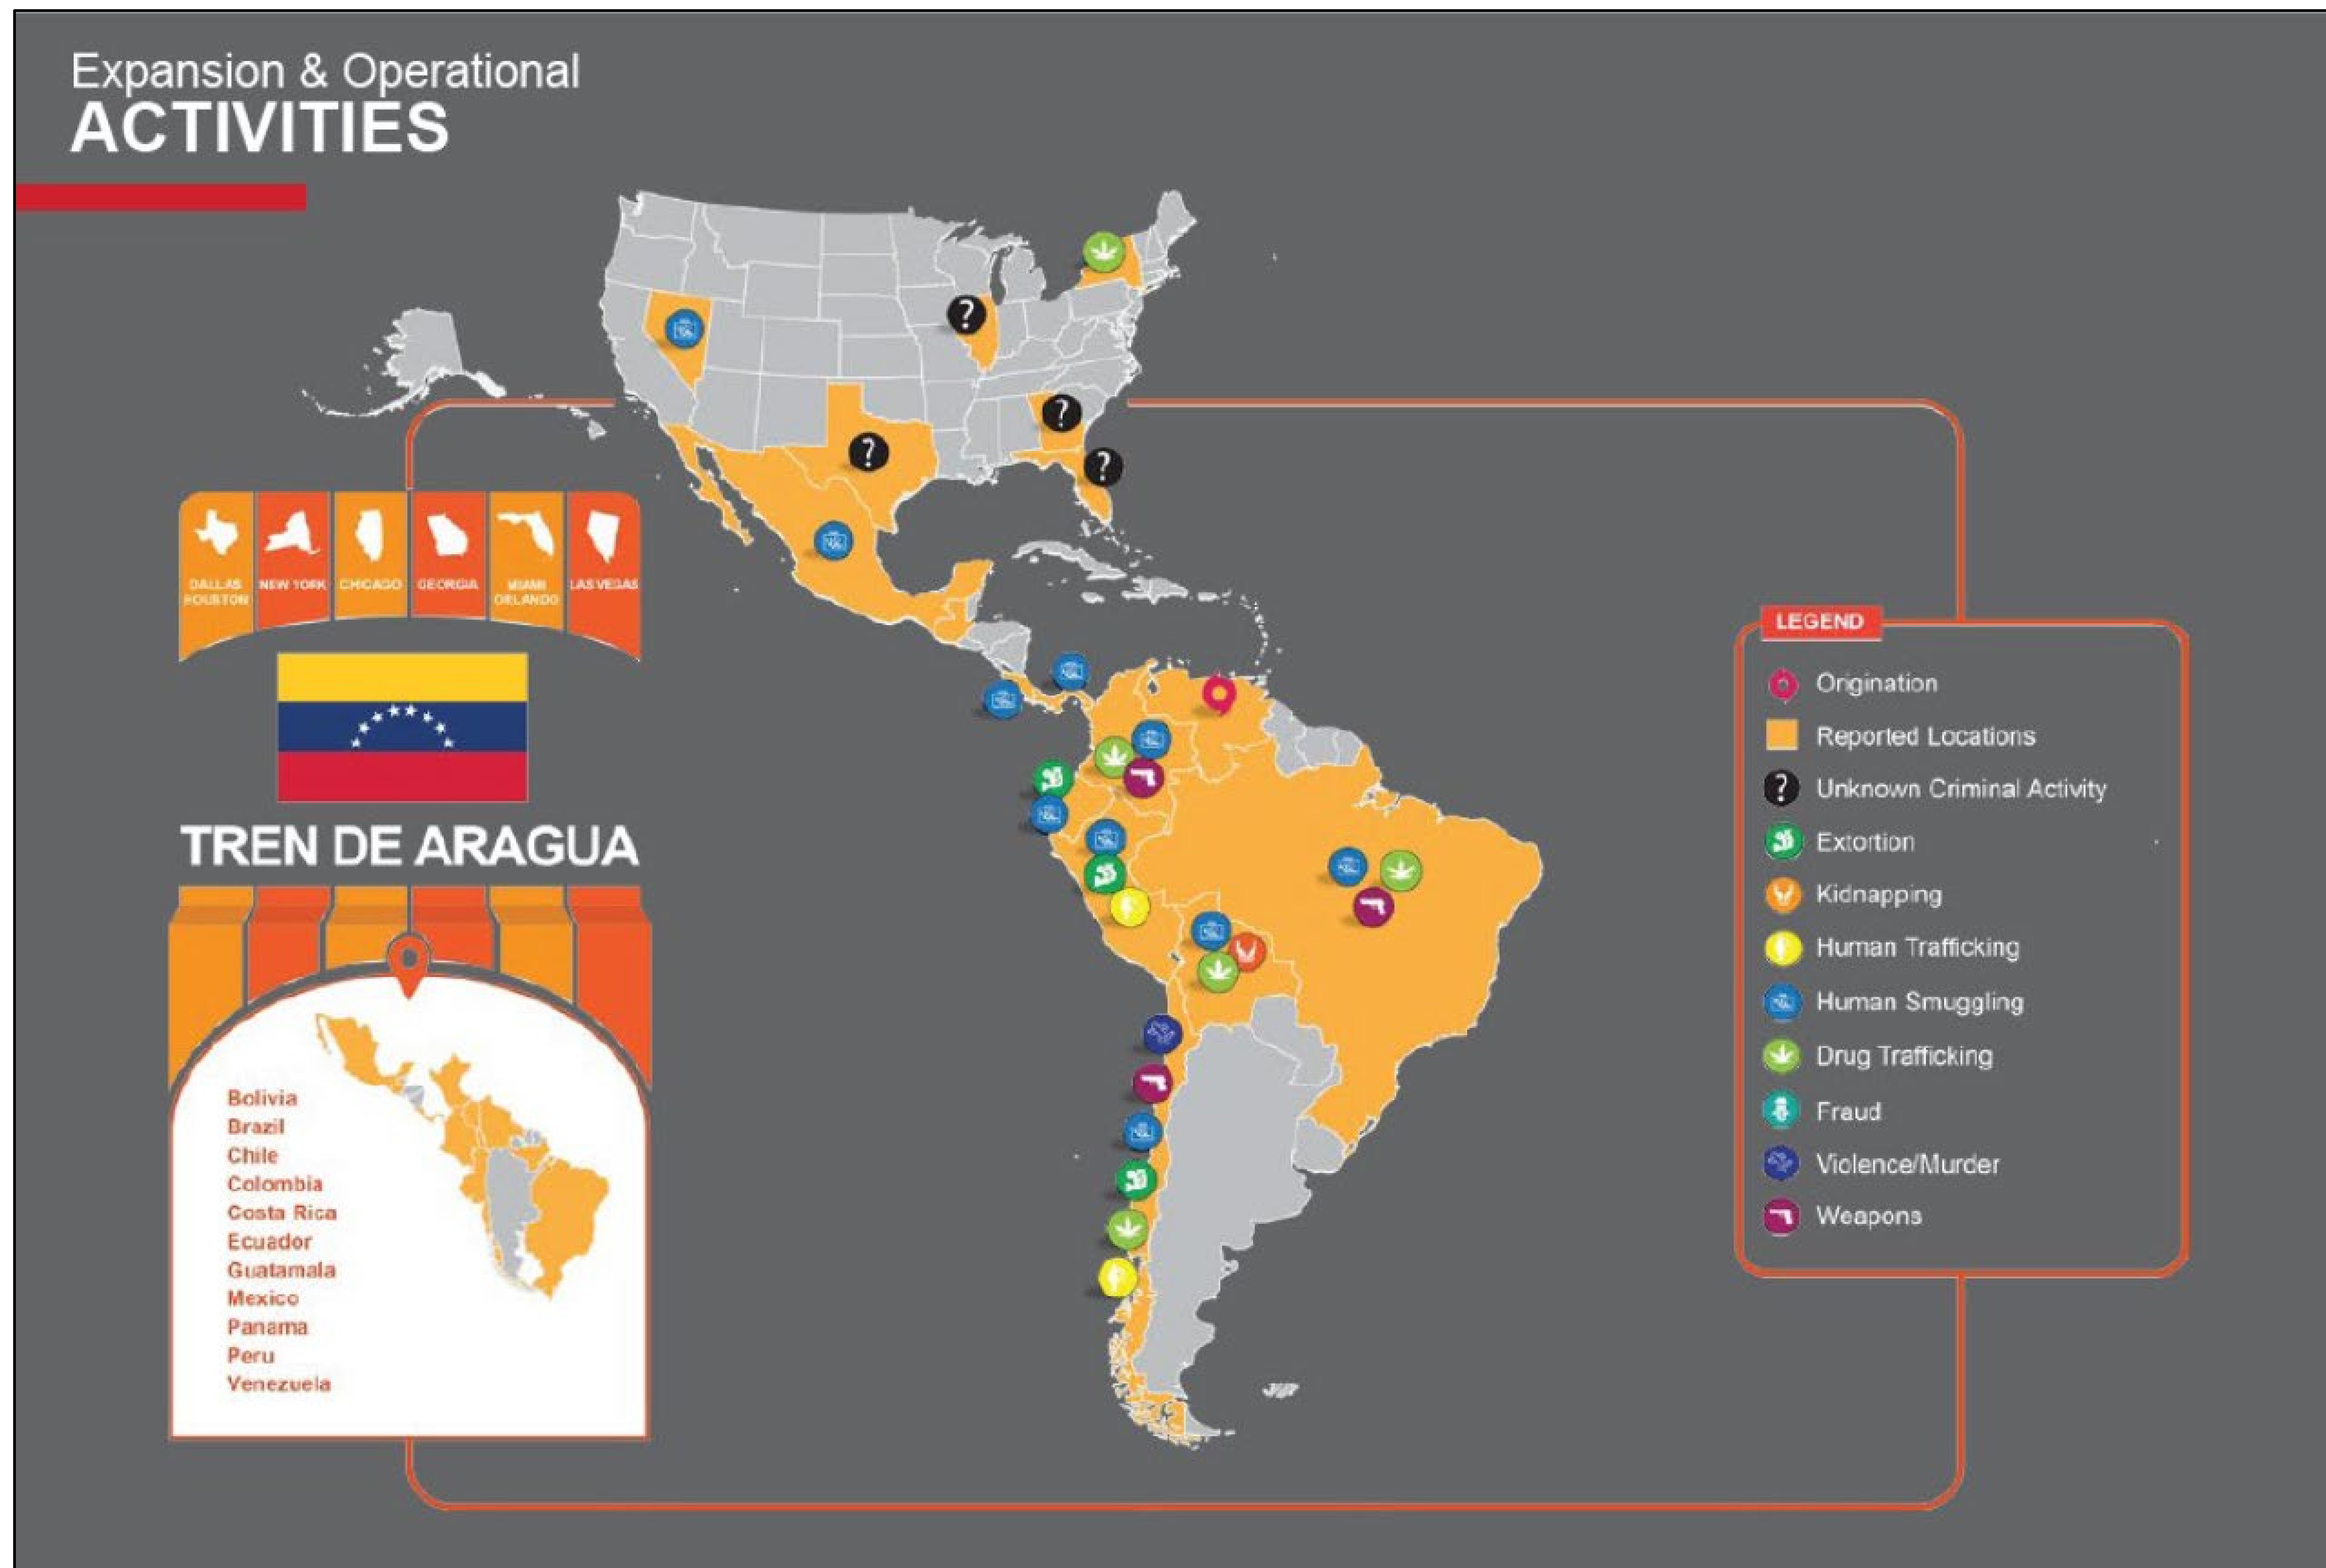 Expansion & Operational
ACTIVITIES
DALLAS
HOUSTON
NEW YORK
CHICAGO
GEORGIA
MIAMI
ORLANDO
LAS VEGAS
TREN DE ARAGUA
Bolivia
Brazil
Chile
Colombia
Costa Rica
Ecuador
Guatamala
Mexico
Panama
Peru
Venezuela
LEGEND
Origination
Reported Locations
? Unknown Criminal Activity
Extortion
Kidnapping
Human Trafficking
Human Smuggling
Drug Trafficking
Fraud
Violence/Murder
Weapons
?
?
?
?